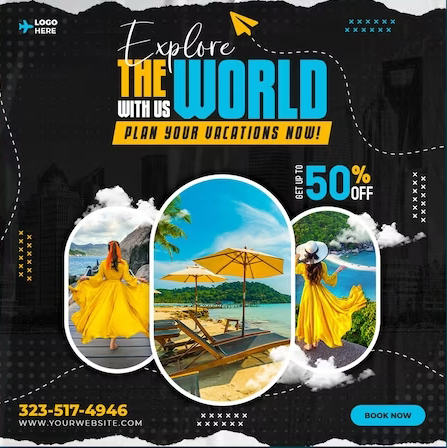 LOGO
HERE
Explore
THE
WITH US
WORLD
PLAN YOUR VACATIONS NOW!
GET UP TO
50%
OFF
323-517-4946
WWW.YOURWEBSITE.COM
BOOK NOW